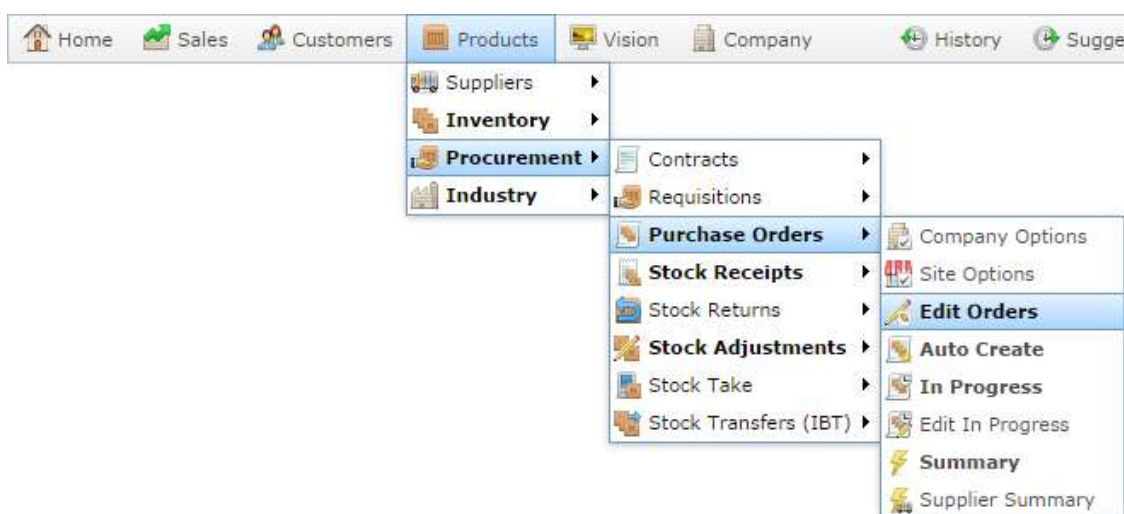 Home Sales Customers Products Vision Company History Sugge
Suppliers
Inventory
Procurement
Industry
Contracts
Requisitions
Purchase Orders
Stock Receipts
Stock Returns
Stock Adjustments
Stock Take
Stock Transfers (IBT)
Company Options
Site Options
Edit Orders
Auto Create
In Progress
Edit In Progress
Summary
Supplier Summary